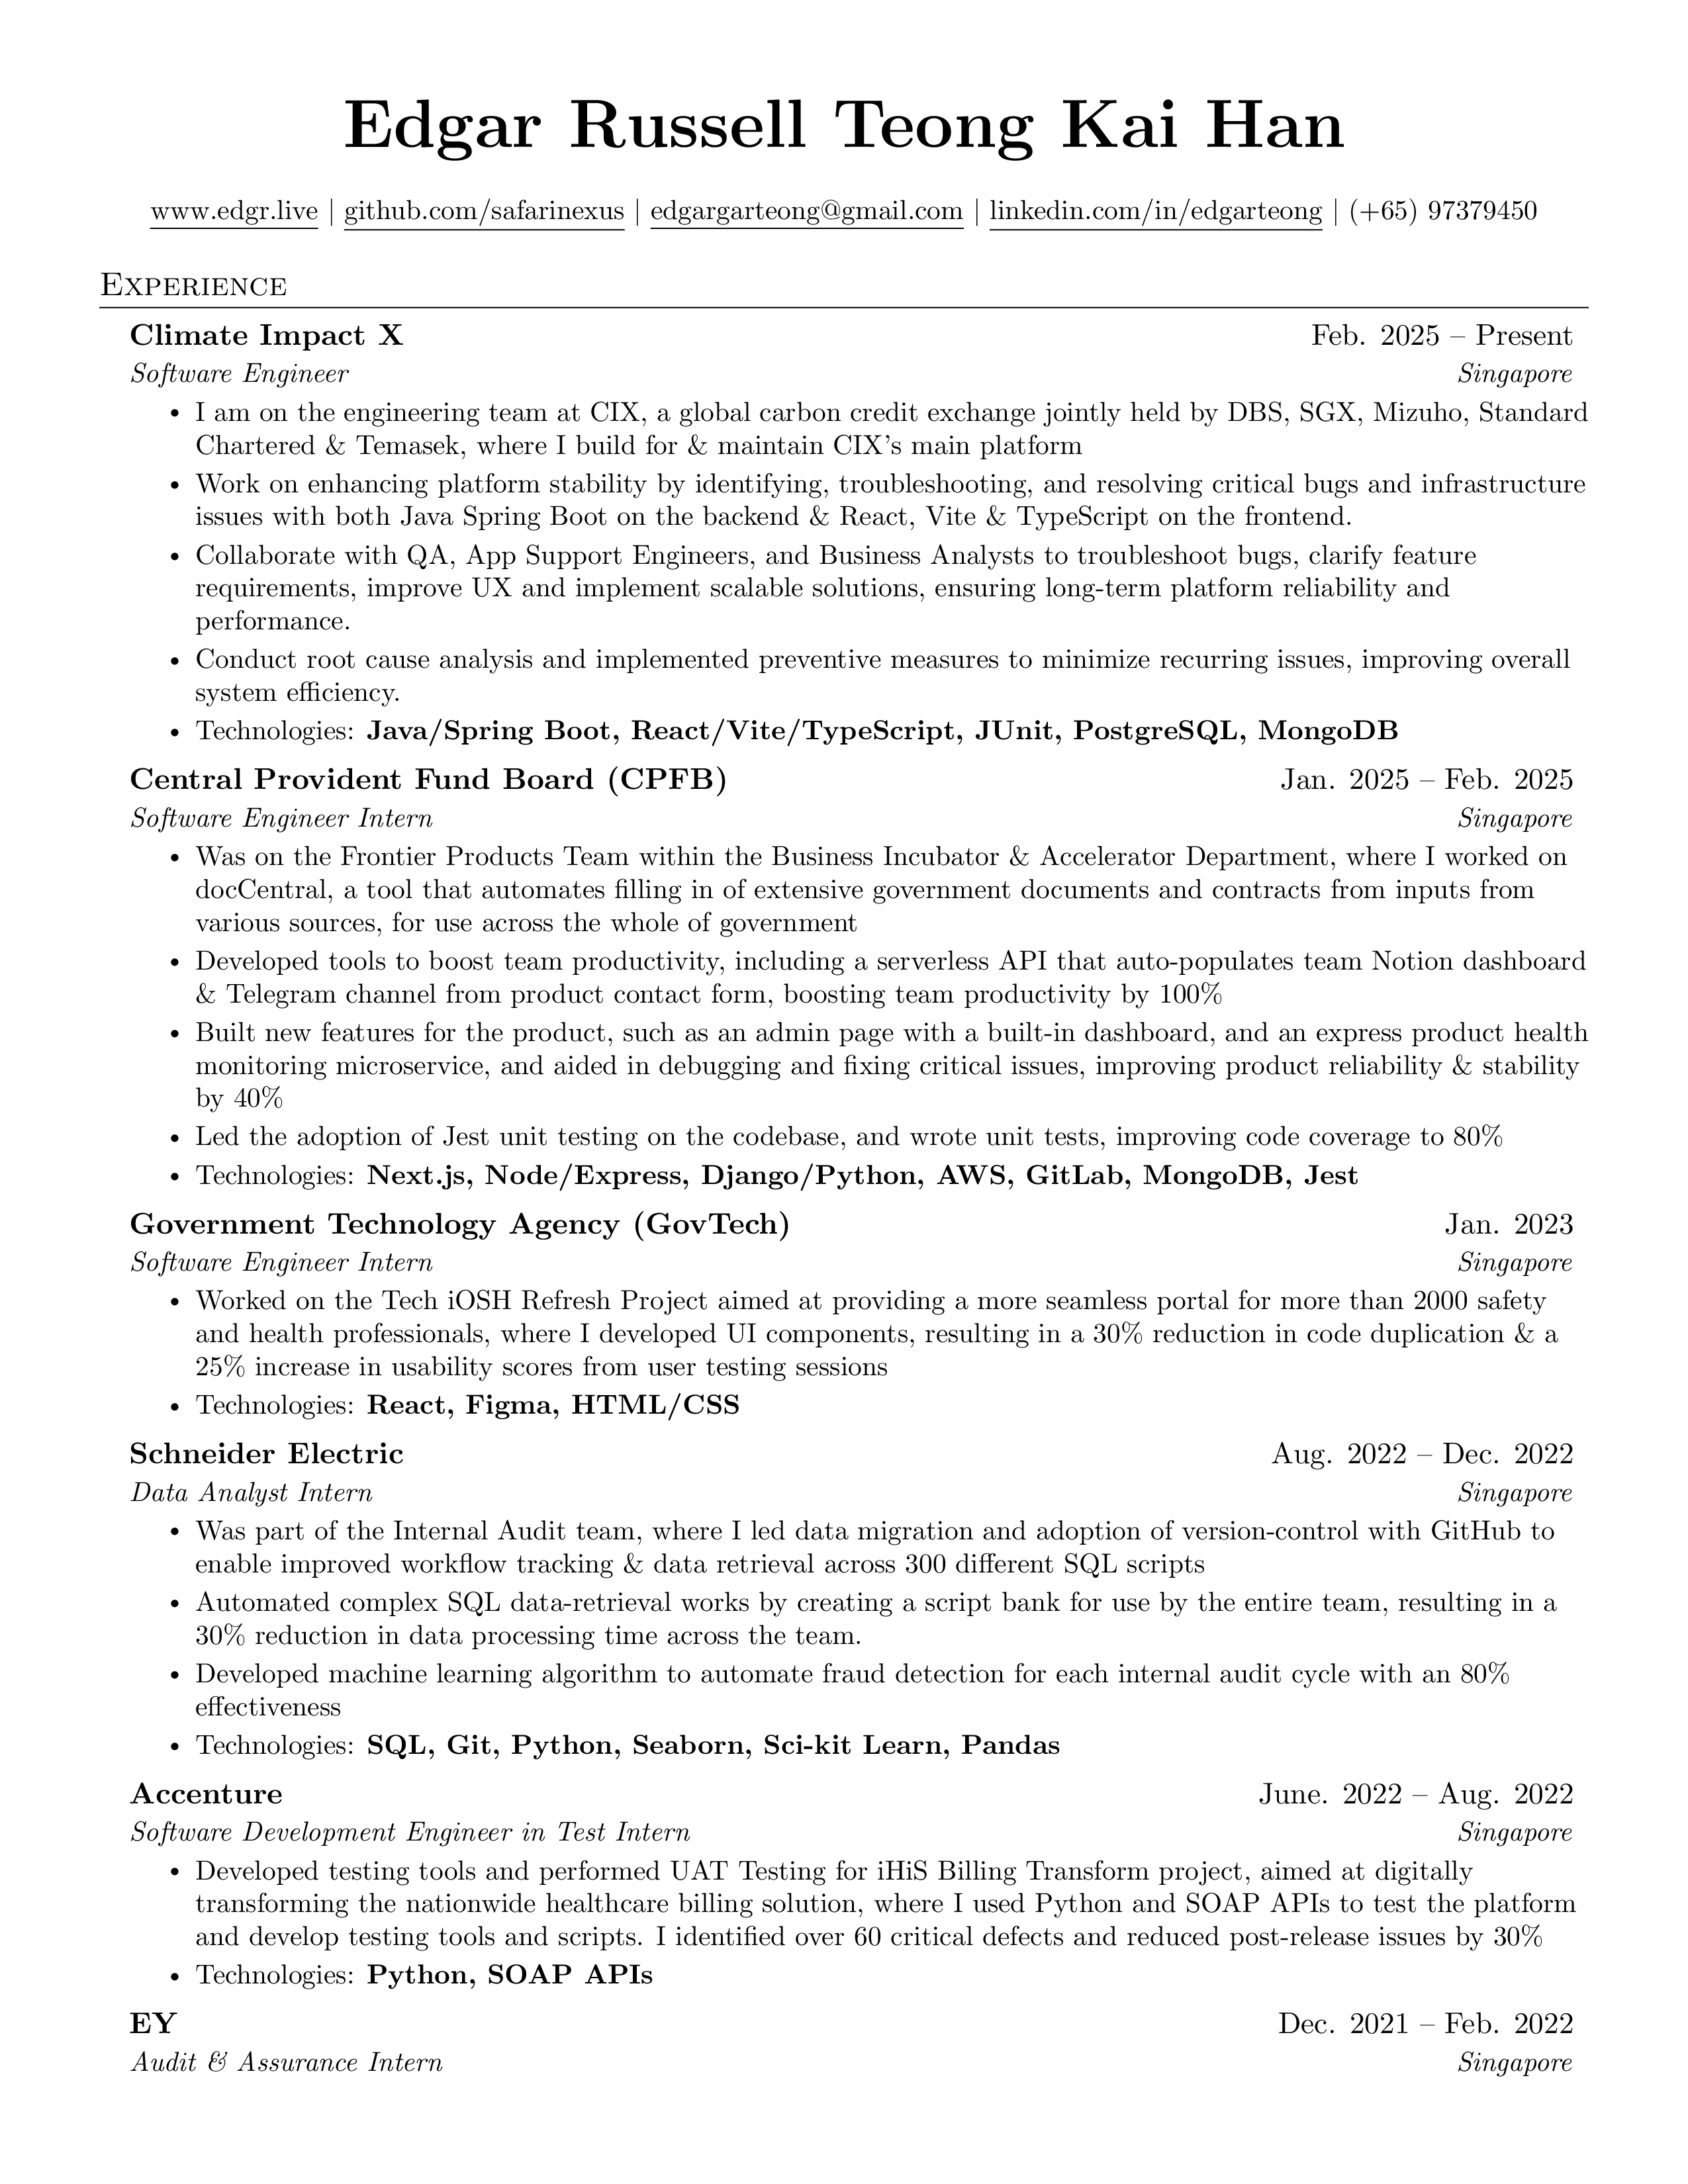 Edgar Russell Teong Kai Han
www.edgr.live | github.com/safarinexus | edgargarteong@gmail.com | linkedin.com/in/edgarteong | (+65) 97379450
Experience
Climate Impact X Feb. 2025 – Present
Software Engineer Singapore
• I am on the engineering team at CIX, a global carbon credit exchange jointly held by DBS, SGX, Mizuho, Standard
Chartered & Temasek, where I build for & maintain CIX's main platform
• Work on enhancing platform stability by identifying, troubleshooting, and resolving critical bugs and infrastructure
issues with both Java Spring Boot on the backend & React, Vite & TypeScript on the frontend.
• Collaborate with QA, App Support Engineers, and Business Analysts to troubleshoot bugs, clarify feature
requirements, improve UX and implement scalable solutions, ensuring long-term platform reliability and
performance.
• Conduct root cause analysis and implemented preventive measures to minimize recurring issues, improving overall
system efficiency.
• Technologies: Java/Spring Boot, React/Vite/TypeScript, JUnit, PostgreSQL, MongoDB
Central Provident Fund Board (CPFB) Jan. 2025 – Feb. 2025
Software Engineer Intern Singapore
• Was on the Frontier Products Team within the Business Incubator & Accelerator Department, where I worked on
docCentral, a tool that automates filling in of extensive government documents and contracts from inputs from
various sources, for use across the whole of government
• Developed tools to boost team productivity, including a serverless API that auto-populates team Notion dashboard
& Telegram channel from product contact form, boosting team productivity by 100%
• Built new features for the product, such as an admin page with a built-in dashboard, and an express product health
monitoring microservice, and aided in debugging and fixing critical issues, improving product reliability & stability
by 40%
• Led the adoption of Jest unit testing on the codebase, and wrote unit tests, improving code coverage to 80%
• Technologies: Next.js, Node/Express, Django/Python, AWS, GitLab, MongoDB, Jest
Government Technology Agency (GovTech) Jan. 2023
Software Engineer Intern Singapore
• Worked on the Tech iOSH Refresh Project aimed at providing a more seamless portal for more than 2000 safety
and health professionals, where I developed UI components, resulting in a 30% reduction in code duplication & a
25% increase in usability scores from user testing sessions
• Technologies: React, Figma, HTML/CSS
Schneider Electric Aug. 2022 – Dec. 2022
Data Analyst Intern Singapore
• Was part of the Internal Audit team, where I led data migration and adoption of version-control with GitHub to
enable improved workflow tracking & data retrieval across 300 different SQL scripts
• Automated complex SQL data-retrieval works by creating a script bank for use by the entire team, resulting in a
30% reduction in data processing time across the team.
• Developed machine learning algorithm to automate fraud detection for each internal audit cycle with an 80%
effectiveness
• Technologies: SQL, Git, Python, Seaborn, Sci-kit Learn, Pandas
Accenture June. 2022 – Aug. 2022
Software Development Engineer in Test Intern Singapore
• Developed testing tools and performed UAT Testing for iHiS Billing Transform project, aimed at digitally
transforming the nationwide healthcare billing solution, where I used Python and SOAP APIs to test the platform
and develop testing tools and scripts. I identified over 60 critical defects and reduced post-release issues by 30%
• Technologies: Python, SOAP APIs
EY Dec. 2021 – Feb. 2022
Audit & Assurance Intern Singapore